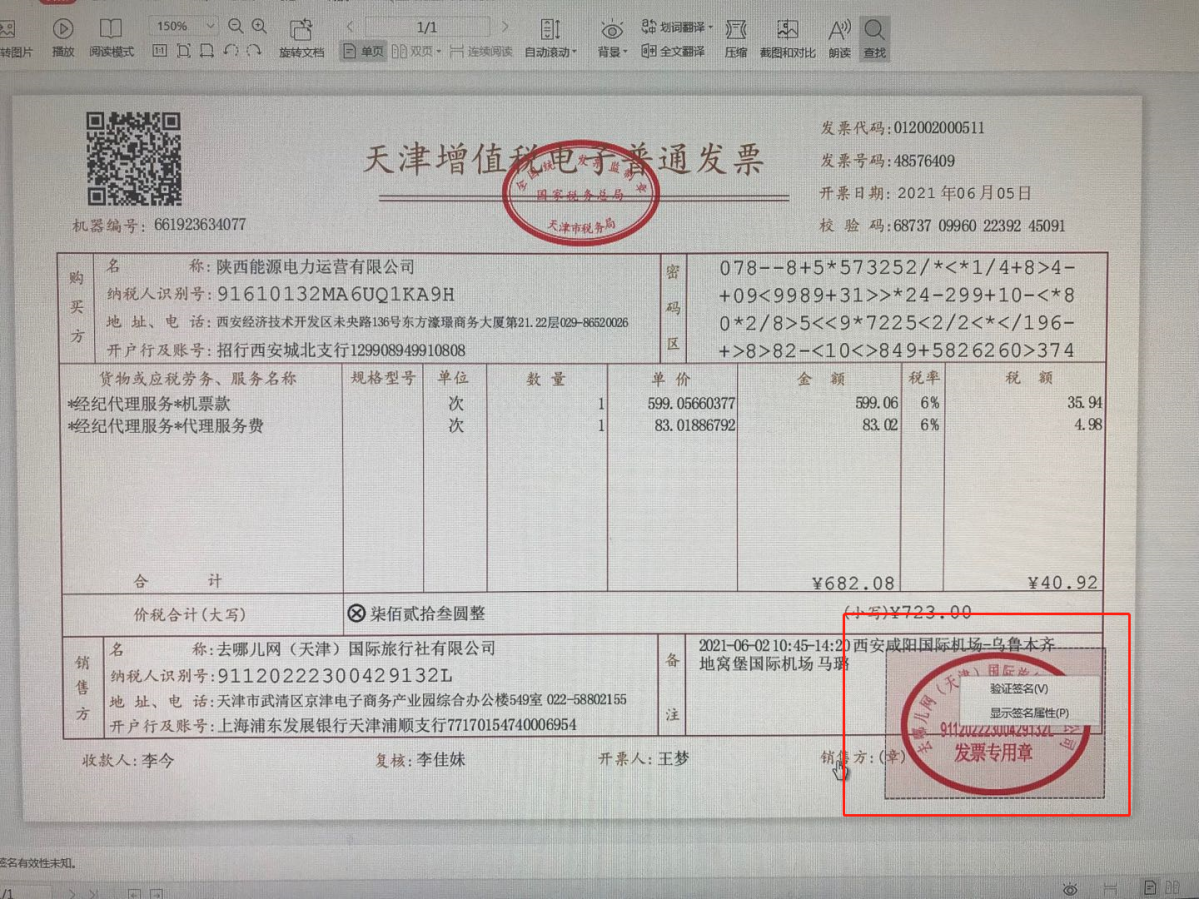 150%
1/1
转图片 播放 阅读模式 旋转文档 单页 双页 连续阅读 自动滚动 背景 划词翻译 全文翻译 压缩 截图和对比 朗读 查找
天津增值税电子普通发票
全国统一发票监制章
国家税务总局
天津市税务局
发票代码:012002000511
发票号码:48576409
开票日期: 2021 年06 月05 日
机器编号: 661923634077
校 验 码:68737 09960 22392 45091
购买方
名 称:陕西能源电力运营有限公司
纳税人识别号:91610132MA6UQ1KA9H
地 址、电 话:西安经济技术开发区未央路136号东方濠璟商务大厦第21.22层029-86520026
开户行及账号:招行西安城北支行129908949910808
密码区
078--8+5*573252/*<*1/4+8>4-
+09<9989+31>>*24-299+10-<*8
0*2/8>5<<9*7225<2/2<*</196-
+>8>82-<10<>849+5826260>374
货物或应税劳务、服务名称 规格型号 单位 数 量 单 价 金 额 税率 税 额
*经纪代理服务*机票款 次 1 599.05660377 599.06 6% 35.94
*经纪代理服务*代理服务费 次 1 83.01886792 83.02 6% 4.98
合 计 ¥682.08 ¥40.92
价税合计(大写) ⊗柒佰贰拾叁圆整 (小写)¥723.00
销售方
名 称:去哪儿网（天津）国际旅行社有限公司
纳税人识别号:91120222300429132L
地 址、电 话:天津市武清区京津电子商务产业园综合办公楼549室 022-58802155
开户行及账号:上海浦东发展银行天津浦顺支行77170154740006954
备注
2021-06-02 10:45-14:20 西安咸阳国际机场-乌鲁木齐
地窝堡国际机场 马璐
去哪儿网（天津）国际
公司
验证签名(V)
显示签名属性(P)
91120222300429132L
发票专用章
收款人: 李今 复核: 李佳妹 开票人: 王梦 销售方:(章)
签名有效性未知。
/1